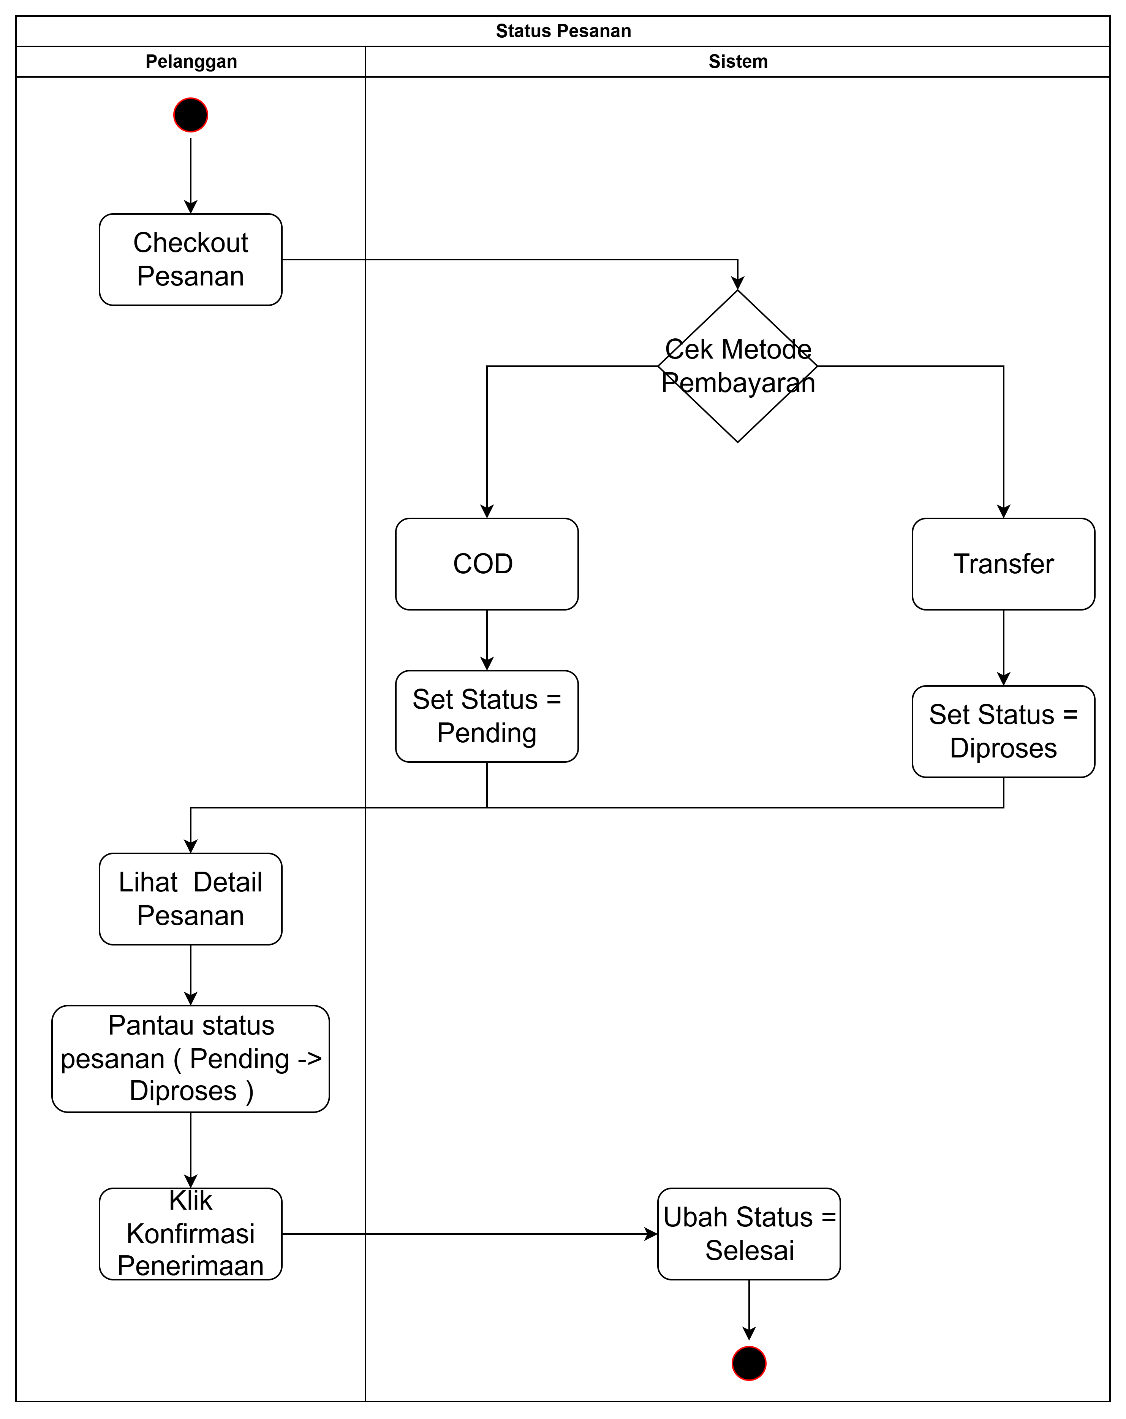 Status Pesanan
Pelanggan
Sistem
Checkout
Pesanan
Cek Metode
Pembayaran
COD
Transfer
Set Status =
Pending
Set Status =
Diproses
Lihat  Detail
Pesanan
Pantau status
pesanan ( Pending ->
Diproses )
Klik
Konfirmasi
Penerimaan
Ubah Status =
Selesai